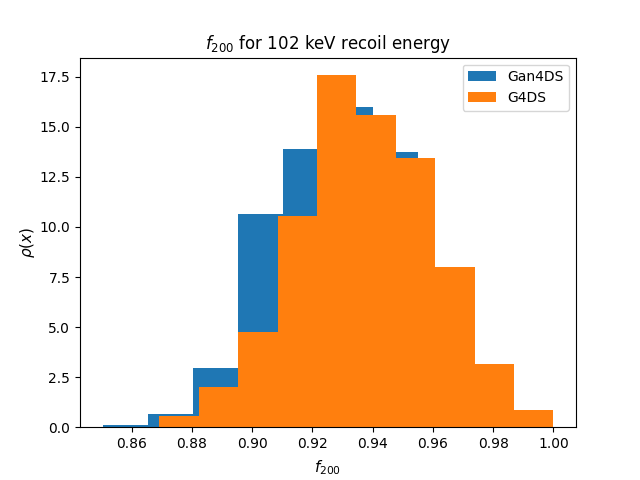 f₂₀₀ for 102 keV recoil energy
Gan4DS
G4DS
17.5
15.0
12.5
10.0
7.5
5.0
2.5
0.0
ρ(x)
0.86 0.88 0.90 0.92 0.94 0.96 0.98 1.00
f₂₀₀